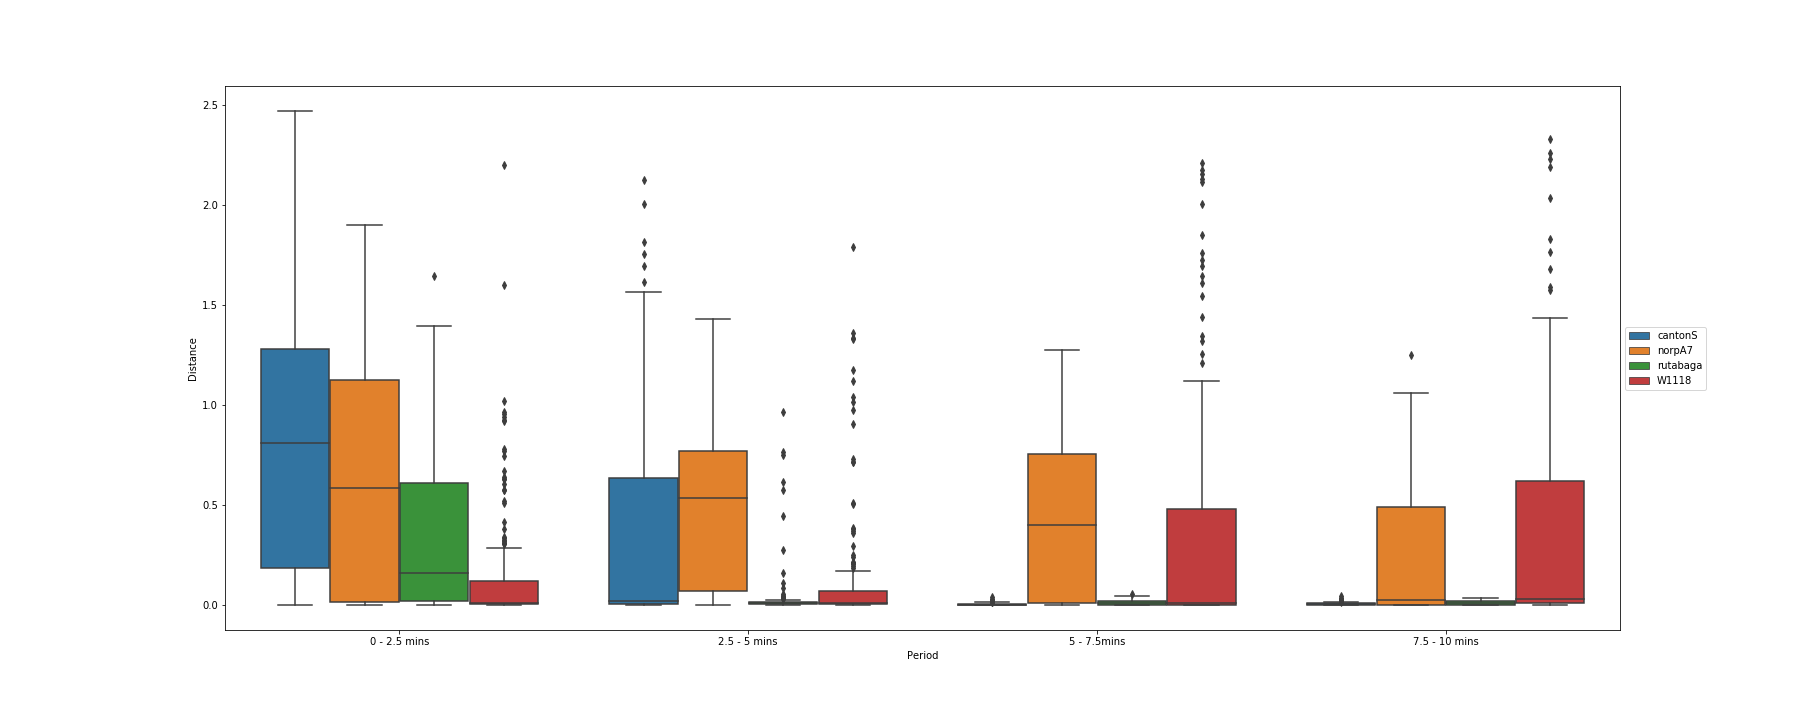 2.5
2.0
1.5
1.0
0.5
0.0
Distance
0 - 2.5 mins
2.5 - 5 mins
5 - 7.5mins
7.5 - 10 mins
Period
cantonS
norpA7
rutabaga
W1118